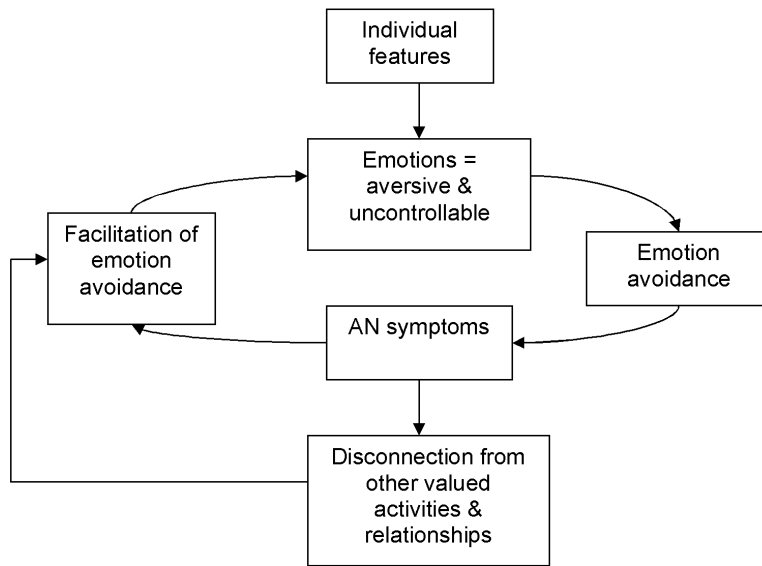 Individual
features
Emotions =
aversive &
uncontrollable
Facilitation of
emotion
avoidance
Emotion
avoidance
AN symptoms
Disconnection from
other valued
activities &
relationships